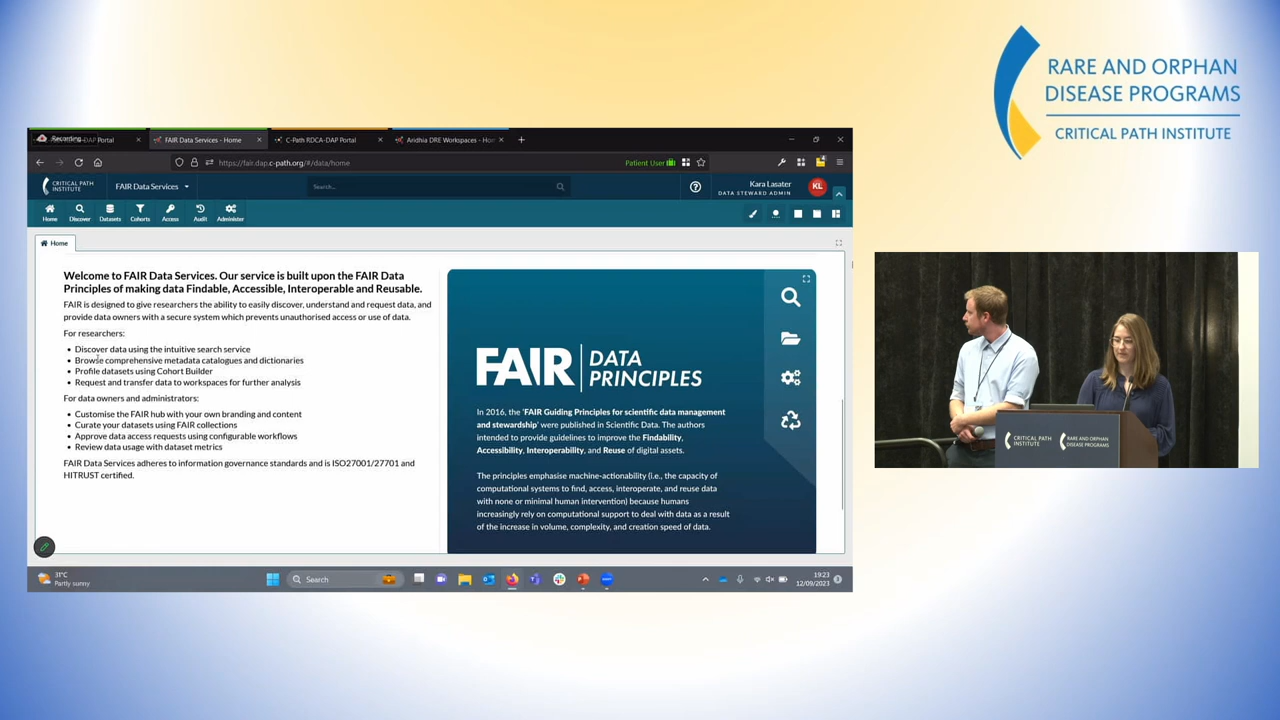 RARE AND ORPHAN
DISEASE PROGRAMS
CRITICAL PATH INSTITUTE
Recording
Portal
FAIR Data Services - Home
C-Path RDCA-DAP Portal
Aridhia DRE Workspaces - Hom
https://fair.dap.c-path.org/#/data/home
Patient User
CRITICAL PATH
INSTITUTE
FAIR Data Services
Search...
Kara Lasater
DATA STEWARD ADMIN
KL
Home
Discover
Datasets
Cohorts
Access
Audit
Administer
Home
Welcome to FAIR Data Services. Our service is built upon the FAIR Data
Principles of making data Findable, Accessible, Interoperable and Reusable.
FAIR is designed to give researchers the ability to easily discover, understand and request data, and
provide data owners with a secure system which prevents unauthorised access or use of data.
For researchers:
• Discover data using the intuitive search service
• Browse comprehensive metadata catalogues and dictionaries
• Profile datasets using Cohort Builder
• Request and transfer data to workspaces for further analysis
For data owners and administrators:
• Customise the FAIR hub with your own branding and content
• Curate your datasets using FAIR collections
• Approve data access requests using configurable workflows
• Review data usage with dataset metrics
FAIR Data Services adheres to information governance standards and is ISO27001/27701 and
HITRUST certified.
FAIR DATA
PRINCIPLES
In 2016, the 'FAIR Guiding Principles for scientific data management
and stewardship' were published in Scientific Data. The authors
intended to provide guidelines to improve the Findability,
Accessibility, Interoperability, and Reuse of digital assets.
The principles emphasise machine-actionability (i.e., the capacity of
computational systems to find, access, interoperate, and reuse data
with none or minimal human intervention) because humans
increasingly rely on computational support to deal with data as a result
of the increase in volume, complexity, and creation speed of data.
31°C
Partly sunny
Search
19:23
12/09/2023
CRITICAL PATH
INSTITUTE
RARE AND ORPHAN
DISEASE PROGRAMS